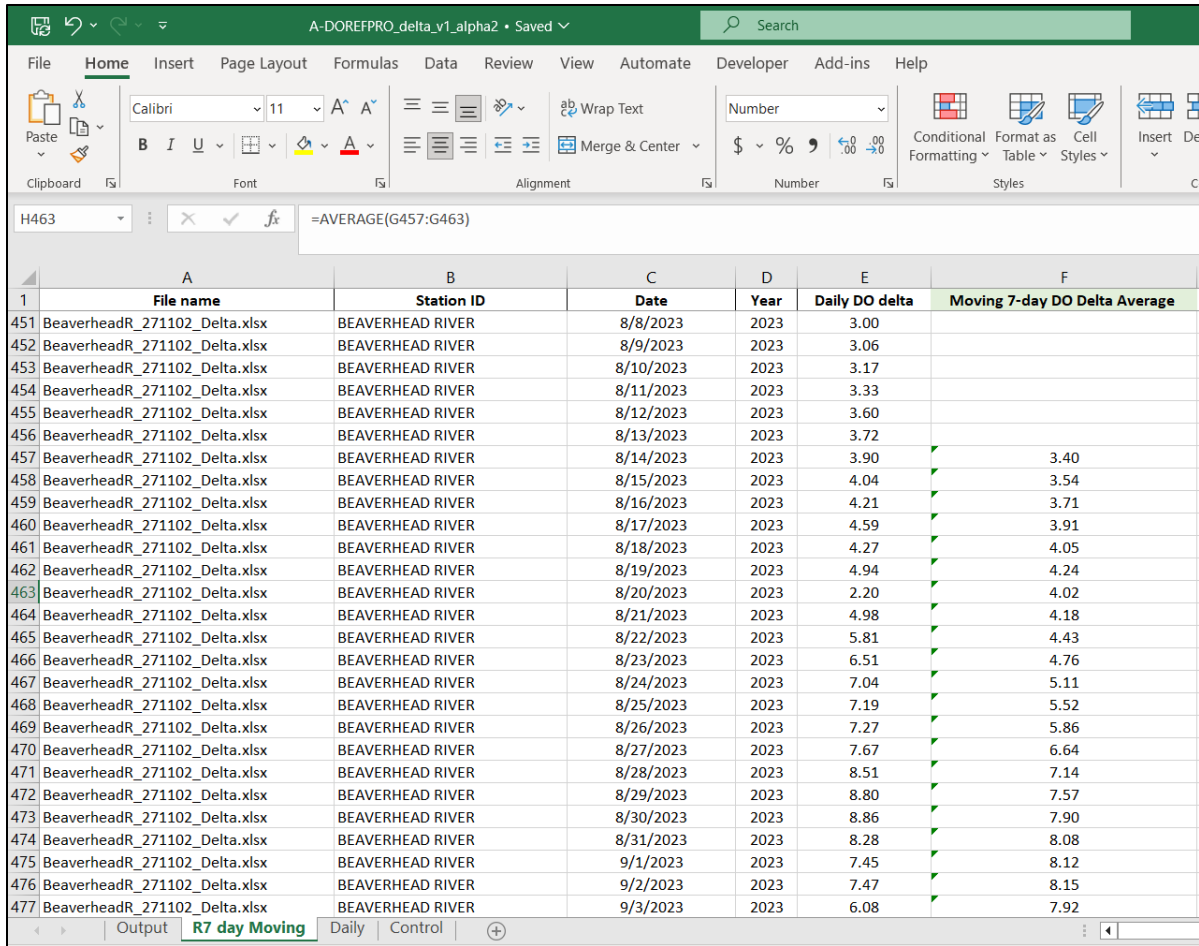 A-DOREFPRO_delta_v1_alpha2 • Saved Search
File Home Insert Page Layout Formulas Data Review View Automate Developer Add-ins Help
Calibri 11 A^ A˅ ab Wrap Text Number
Paste B I U A Merge & Center $ % 9 .00 .00 Conditional Formatting Format as Table Cell Styles Insert De
Clipboard Font Alignment Number Styles C
H463 fx =AVERAGE(G457:G463)
A B C D E F
1 File name Station ID Date Year Daily DO delta Moving 7-day DO Delta Average
451 BeaverheadR_271102_Delta.xlsx BEAVERHEAD RIVER 8/8/2023 2023 3.00
452 BeaverheadR_271102_Delta.xlsx BEAVERHEAD RIVER 8/9/2023 2023 3.06
453 BeaverheadR_271102_Delta.xlsx BEAVERHEAD RIVER 8/10/2023 2023 3.17
454 BeaverheadR_271102_Delta.xlsx BEAVERHEAD RIVER 8/11/2023 2023 3.33
455 BeaverheadR_271102_Delta.xlsx BEAVERHEAD RIVER 8/12/2023 2023 3.60
456 BeaverheadR_271102_Delta.xlsx BEAVERHEAD RIVER 8/13/2023 2023 3.72
457 BeaverheadR_271102_Delta.xlsx BEAVERHEAD RIVER 8/14/2023 2023 3.90 3.40
458 BeaverheadR_271102_Delta.xlsx BEAVERHEAD RIVER 8/15/2023 2023 4.04 3.54
459 BeaverheadR_271102_Delta.xlsx BEAVERHEAD RIVER 8/16/2023 2023 4.21 3.71
460 BeaverheadR_271102_Delta.xlsx BEAVERHEAD RIVER 8/17/2023 2023 4.59 3.91
461 BeaverheadR_271102_Delta.xlsx BEAVERHEAD RIVER 8/18/2023 2023 4.27 4.05
462 BeaverheadR_271102_Delta.xlsx BEAVERHEAD RIVER 8/19/2023 2023 4.94 4.24
463 BeaverheadR_271102_Delta.xlsx BEAVERHEAD RIVER 8/20/2023 2023 2.20 4.02
464 BeaverheadR_271102_Delta.xlsx BEAVERHEAD RIVER 8/21/2023 2023 4.98 4.18
465 BeaverheadR_271102_Delta.xlsx BEAVERHEAD RIVER 8/22/2023 2023 5.81 4.43
466 BeaverheadR_271102_Delta.xlsx BEAVERHEAD RIVER 8/23/2023 2023 6.51 4.76
467 BeaverheadR_271102_Delta.xlsx BEAVERHEAD RIVER 8/24/2023 2023 7.04 5.11
468 BeaverheadR_271102_Delta.xlsx BEAVERHEAD RIVER 8/25/2023 2023 7.19 5.52
469 BeaverheadR_271102_Delta.xlsx BEAVERHEAD RIVER 8/26/2023 2023 7.27 5.86
470 BeaverheadR_271102_Delta.xlsx BEAVERHEAD RIVER 8/27/2023 2023 7.67 6.64
471 BeaverheadR_271102_Delta.xlsx BEAVERHEAD RIVER 8/28/2023 2023 8.51 7.14
472 BeaverheadR_271102_Delta.xlsx BEAVERHEAD RIVER 8/29/2023 2023 8.80 7.57
473 BeaverheadR_271102_Delta.xlsx BEAVERHEAD RIVER 8/30/2023 2023 8.86 7.90
474 BeaverheadR_271102_Delta.xlsx BEAVERHEAD RIVER 8/31/2023 2023 8.28 8.08
475 BeaverheadR_271102_Delta.xlsx BEAVERHEAD RIVER 9/1/2023 2023 7.45 8.12
476 BeaverheadR_271102_Delta.xlsx BEAVERHEAD RIVER 9/2/2023 2023 7.47 8.15
477 BeaverheadR_271102_Delta.xlsx BEAVERHEAD RIVER 9/3/2023 2023 6.08 7.92
Output R7 day Moving Daily Control